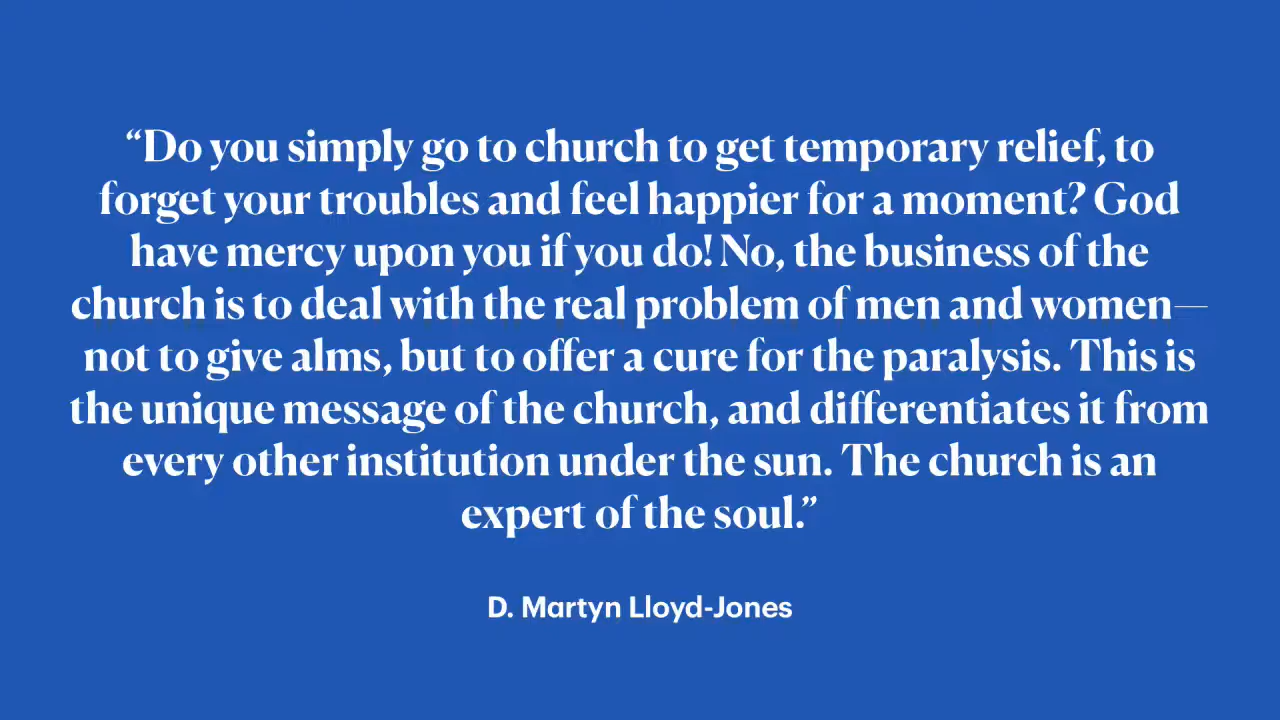 “Do you simply go to church to get temporary relief, to
forget your troubles and feel happier for a moment? God
have mercy upon you if you do! No, the business of the
church is to deal with the real problem of men and women—
not to give alms, but to offer a cure for the paralysis. This is
the unique message of the church, and differentiates it from
every other institution under the sun. The church is an
expert of the soul.”
D. Martyn Lloyd-Jones